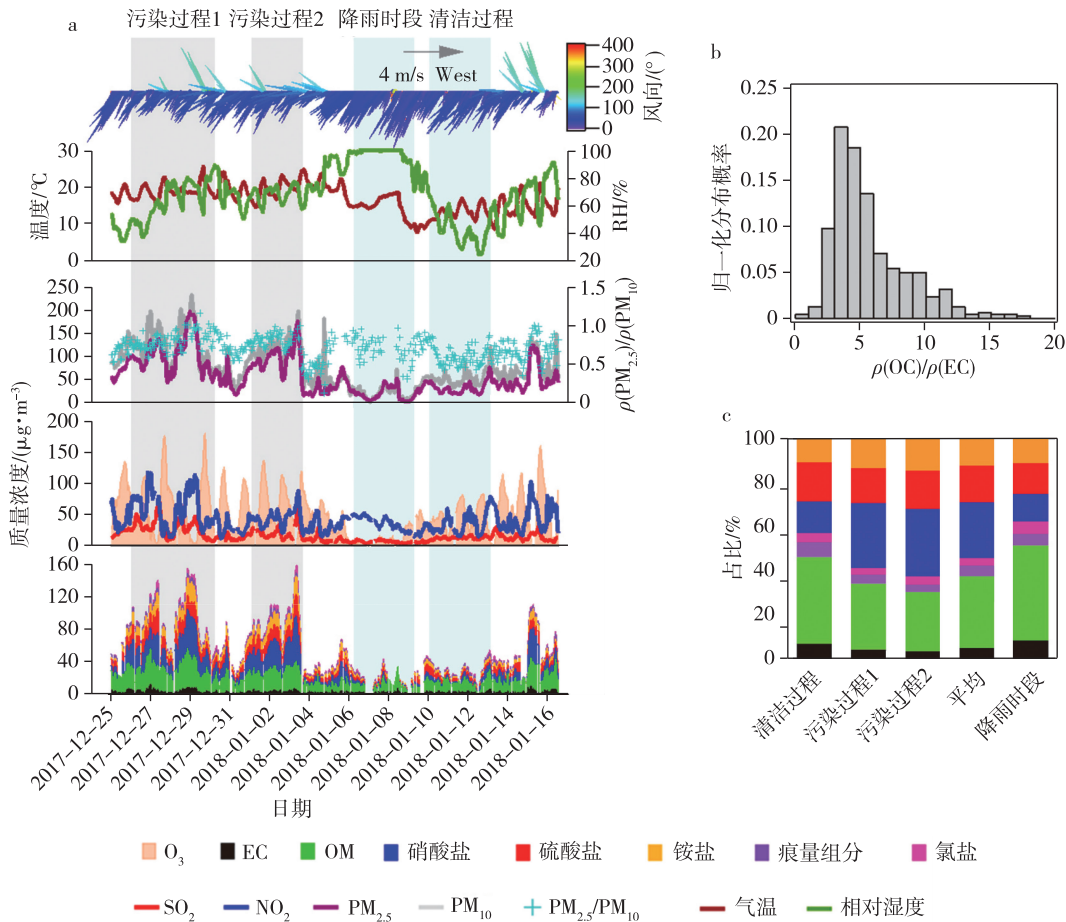 a
污染过程1 污染过程2 降雨时段 清洁过程
4 m/s West
400
300
200
100
0
风向/(°)
30
20
10
0
温度/℃
100
80
60
40
20
RH/%
250
200
150
100
50
0
1.5
1.0
0.5
0
ρ(PM2.5)/ρ(PM10)
200
150
100
50
0
质量浓度/(μg•m⁻³)
160
120
80
40
0
2017-12-25
2017-12-27
2017-12-29
2017-12-31
2018-01-02
2018-01-04
2018-01-06
2018-01-08
2018-01-10
2018-01-12
2018-01-14
2018-01-16
日期
b
0.25
0.20
0.15
0.10
0.05
0
归一化分布概率
0 5 10 15 20
ρ(OC)/ρ(EC)
c
100
80
60
40
20
0
占比/%
清洁过程
污染过程1
污染过程2
平均
降雨时段
O3 EC OM 硝酸盐 硫酸盐 铵盐 痕量组分 氯盐
SO2 NO2 PM2.5 PM10 PM2.5/PM10 气温 相对湿度